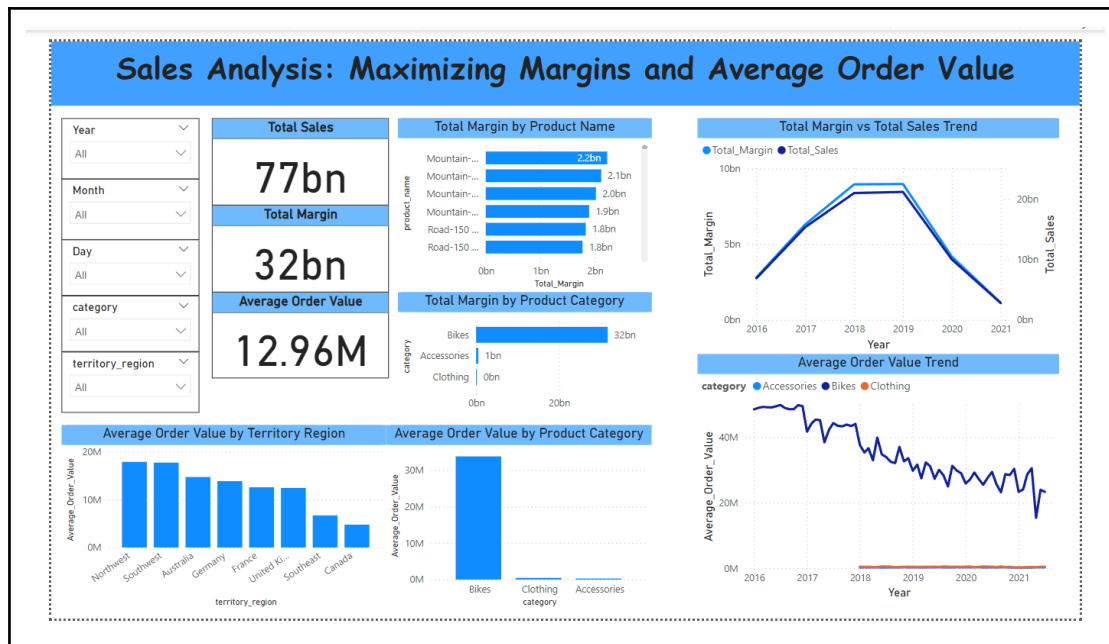 Sales Analysis: Maximizing Margins and Average Order Value
Year
All
Month
All
Day
All
category
All
territory_region
All
Total Sales
77bn
Total Margin
32bn
Average Order Value
12.96M
Total Margin by Product Name
product_name
Mountain-... 2.2bn
Mountain-... 2.1bn
Mountain-... 2.0bn
Mountain-... 1.9bn
Road-150 ... 1.8bn
Road-150 ... 1.8bn
0bn 1bn 2bn
Total_Margin
Total Margin by Product Category
category
Bikes 32bn
Accessories 1bn
Clothing 0bn
0bn 20bn
Total Margin vs Total Sales Trend
Total_Margin Total_Sales
Total_Margin
10bn
5bn
0bn
20bn
10bn
0bn
Total_Sales
2016 2017 2018 2019 2020 2021
Year
Average Order Value Trend
category Accessories Bikes Clothing
Average_Order_Value
40M
20M
0M
2016 2017 2018 2019 2020 2021
Year
Average Order Value by Territory Region
Average_Order_Value
20M
10M
0M
Northwest Southwest Australia Germany France United Ki... Southeast Canada
territory_region
Average Order Value by Product Category
Average_Order_Value
30M
20M
10M
0M
Bikes Clothing Accessories
category